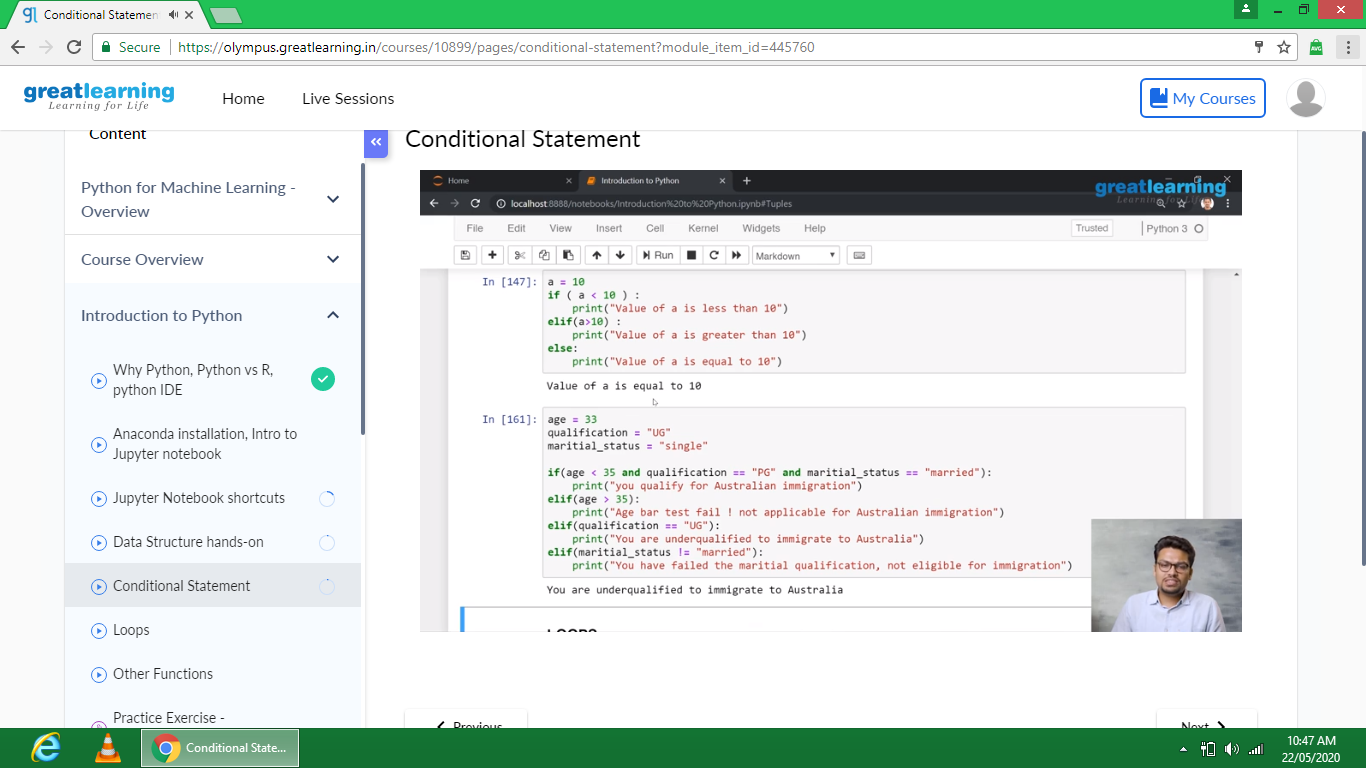 Conditional Statement
Secure
https://olympus.greatlearning.in/courses/10899/pages/conditional-statement?module_item_id=445760
greatlearning
Learning for Life
Home
Live Sessions
My Courses
Content
Python for Machine Learning -
Overview
Course Overview
Introduction to Python
Why Python, Python vs R,
python IDE
Anaconda installation, Intro to
Jupyter notebook
Jupyter Notebook shortcuts
Data Structure hands-on
Conditional Statement
Loops
Other Functions
Practice Exercise -
Conditional Statement
Home
Introduction to Python
greatlearning
Learning for Life
localhost:8888/notebooks/Introduction%20to%20Python.ipynb#Tuples
File Edit View Insert Cell Kernel Widgets Help
Trusted
Python 3
Run
Markdown
In [147]: a = 10
if ( a < 10 ) :
print("Value of a is less than 10")
elif(a>10) :
print("Value of a is greater than 10")
else:
print("Value of a is equal to 10")
Value of a is equal to 10
In [161]: age = 33
qualification = "UG"
maritial_status = "single"
if(age < 35 and qualification == "PG" and maritial_status == "married"):
print("you qualify for Australian immigration")
elif(age > 35):
print("Age bar test fail ! not applicable for Australian immigration")
elif(qualification == "UG"):
print("You are underqualified to immigrate to Australia")
elif(maritial_status != "married"):
print("You have failed the maritial qualification, not eligible for immigration")
You are underqualified to immigrate to Australia
LOOPS
Previous
Next
Conditional State...
10:47 AM
22/05/2020